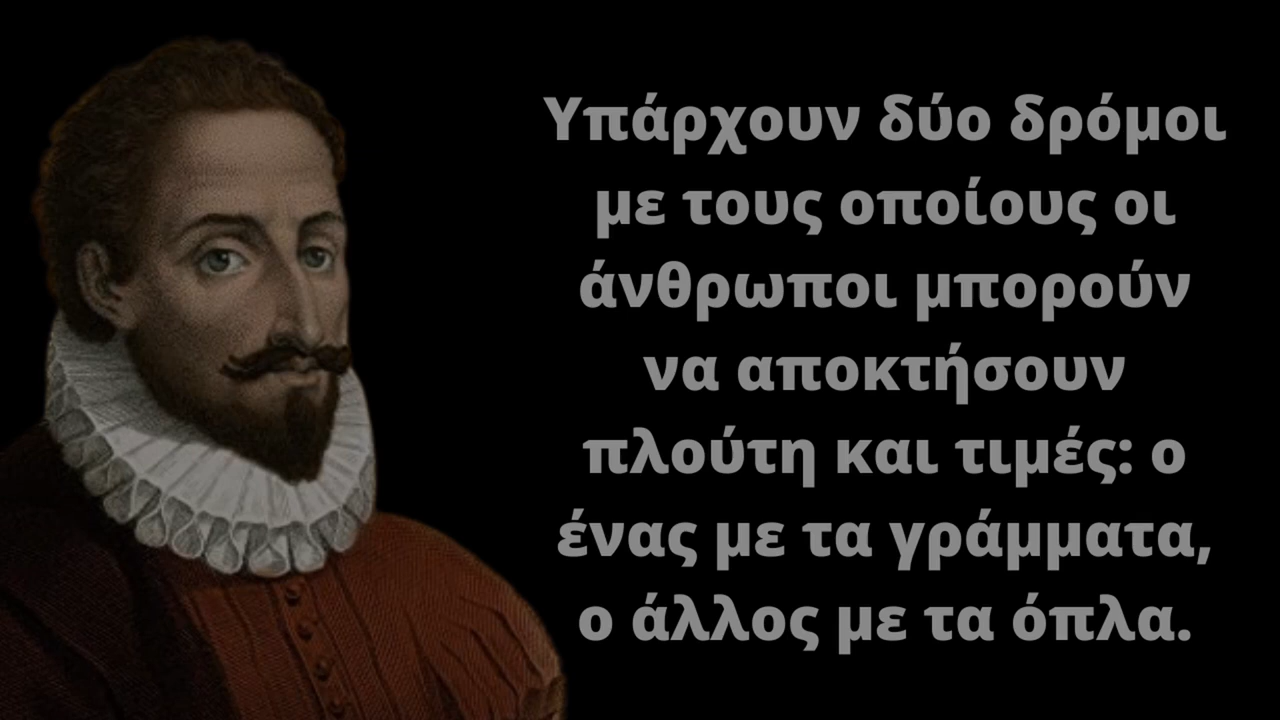 Υπάρχουν δύο δρόμοι
με τους οποίους οι
άνθρωποι μπορούν
να αποκτήσουν
πλούτη και τιμές: ο
ένας με τα γράμματα,
ο άλλος με τα όπλα.